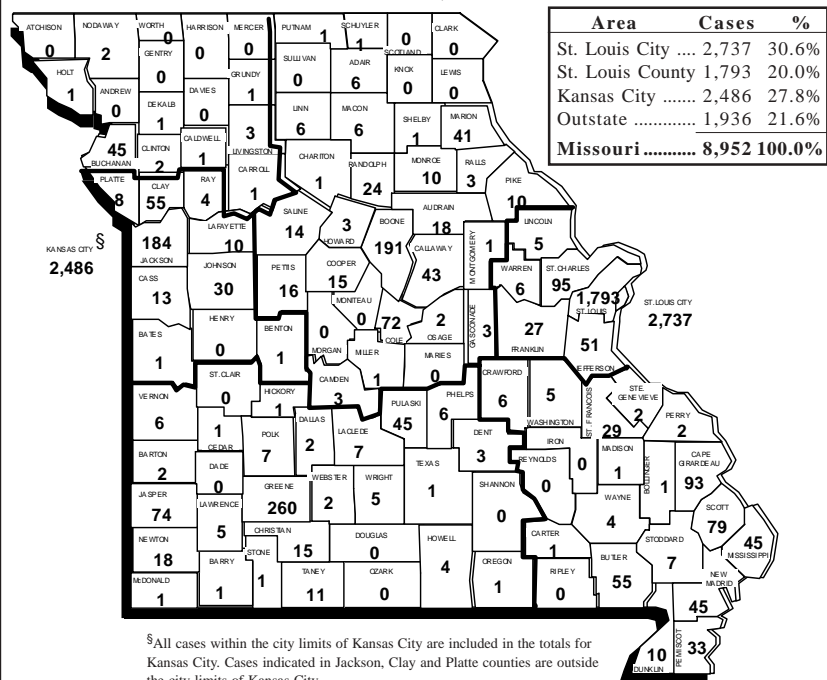 Area Cases %
St. Louis City .... 2,737 30.6%
St. Louis County 1,793 20.0%
Kansas City ....... 2,486 27.8%
Outstate ............. 1,936 21.6%
Missouri.......... 8,952 100.0%
ATCHISON
0
NODAWAY
2
WORTH
0
HARRISON
0
MERCER
0
PUTNAM
1
SCHUYLER
1
SCOTLAND
0
CLARK
0
HOLT
1
GENTRY
0
SULLIVAN
0
ADAIR
6
KNOX
0
LEWIS
0
ANDREW
0
DEKALB
1
DAVIES
0
GRUNDY
1
LINN
6
MACON
6
SHELBY
1
MARION
41
45
BUCHANAN
CLINTON
2
CALDWELL
1
3
LIVINGSTON
CHARITON
1
RANDOLPH
24
MONROE
10
RALLS
3
PIKE
10
PLATTE
8
CLAY
55
RAY
4
CARROLL
1
SALINE
14
3
HOWARD
BOONE
191
AUDRAIN
18
MONTGOMERY
1
LINCOLN
5
KANSAS CITY §
2,486
184
JACKSON
LAFAYETTE
10
COOPER
15
CALLAWAY
43
WARREN
6
ST. CHARLES
95
1,793
ST. LOUIS
ST. LOUIS CITY
2,737
CASS
13
JOHNSON
30
PETTIS
16
MONITEAU
0
72
COLE
2
OSAGE
GASCONADE
3
27
FRANKLIN
51
JEFFERSON
BATES
1
HENRY
0
BENTON
1
0
MORGAN
MILLER
1
MARIES
0
ST. CLAIR
0
HICKORY
1
CAMDEN
3
PULASKI
45
PHELPS
6
CRAWFORD
6
5
WASHINGTON
ST. FRANCOIS
29
STE.
GENEVIEVE
2
PERRY
2
VERNON
6
1
CEDAR
POLK
7
DALLAS
2
LACLEDE
7
DENT
3
IRON
0
MADISON
1
BOLLINGER
1
CAPE
GIRARDEAU
93
BARTON
2
DADE
0
GREENE
260
WEBSTER
2
WRIGHT
5
TEXAS
1
SHANNON
0
REYNOLDS
0
WAYNE
4
SCOTT
79
JASPER
74
LAWRENCE
5
CHRISTIAN
15
DOUGLAS
0
HOWELL
4
CARTER
1
BUTLER
55
STODDARD
7
45
MISSISSIPPI
NEWTON
18
BARRY
1
STONE
1
TANEY
11
OZARK
0
OREGON
1
RIPLEY
0
NEW
MADRID
45
McDONALD
1
10
DUNKLIN
PEMISCOT
33
§All cases within the city limits of Kansas City are included in the totals for
Kansas City. Cases indicated in Jackson, Clay and Platte counties are outside
the city limits of Kansas City.